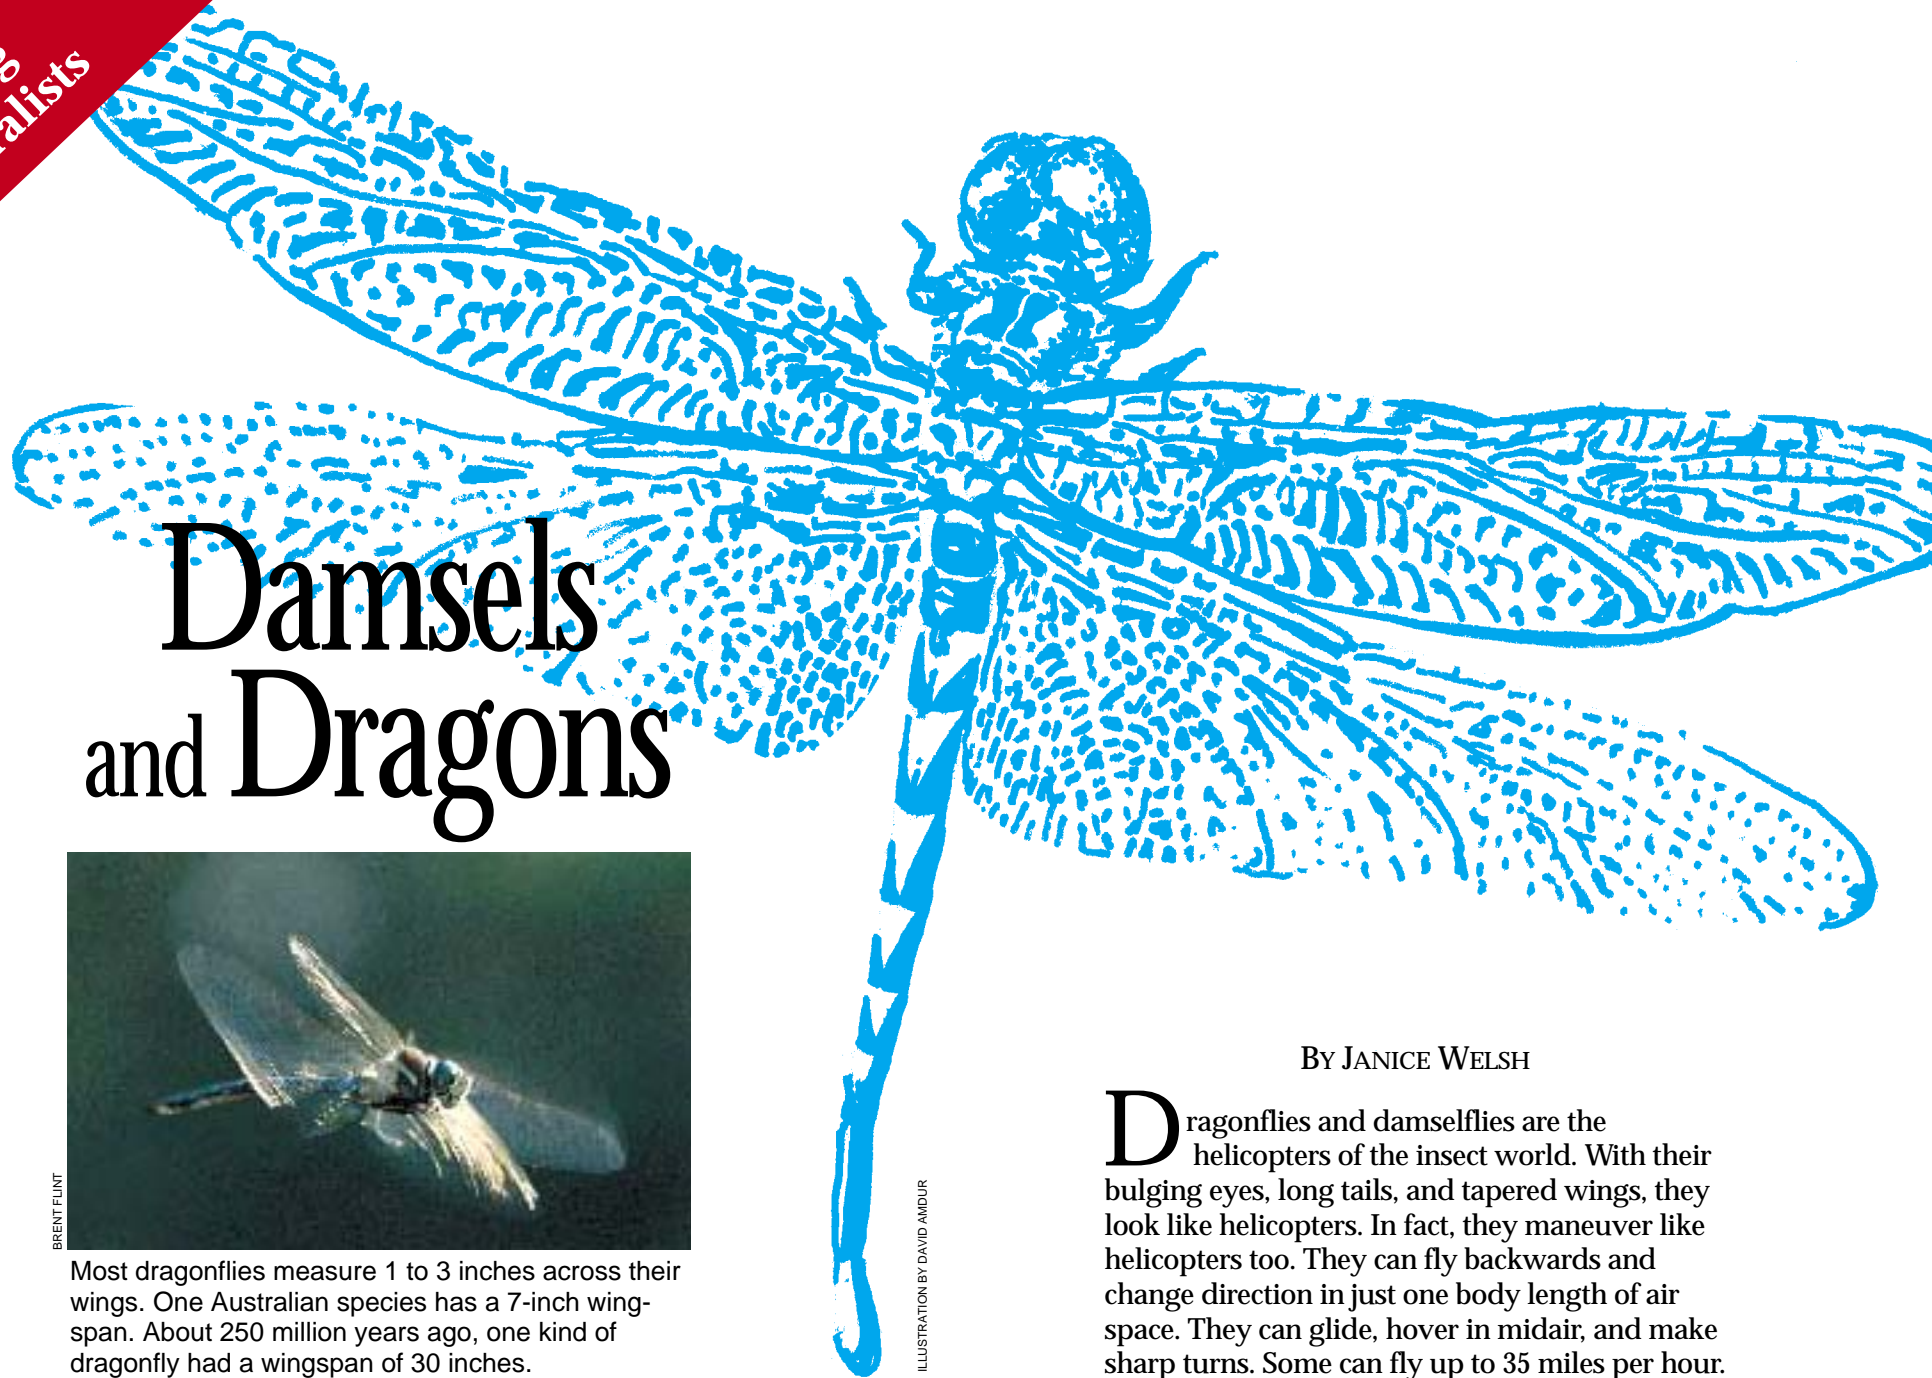 Damsels
and Dragons
BRENT FLINT
Most dragonflies measure 1 to 3 inches across their
wings. One Australian species has a 7-inch wing-
span. About 250 million years ago, one kind of
dragonfly had a wingspan of 30 inches.
ILLUSTRATION BY DAVID AMDUR
BY JANICE WELSH
Dragonflies and damselflies are the
helicopters of the insect world. With their
bulging eyes, long tails, and tapered wings, they
look like helicopters. In fact, they maneuver like
helicopters too. They can fly backwards and
change direction in just one body length of air
space. They can glide, hover in midair, and make
sharp turns. Some can fly up to 35 miles per hour.